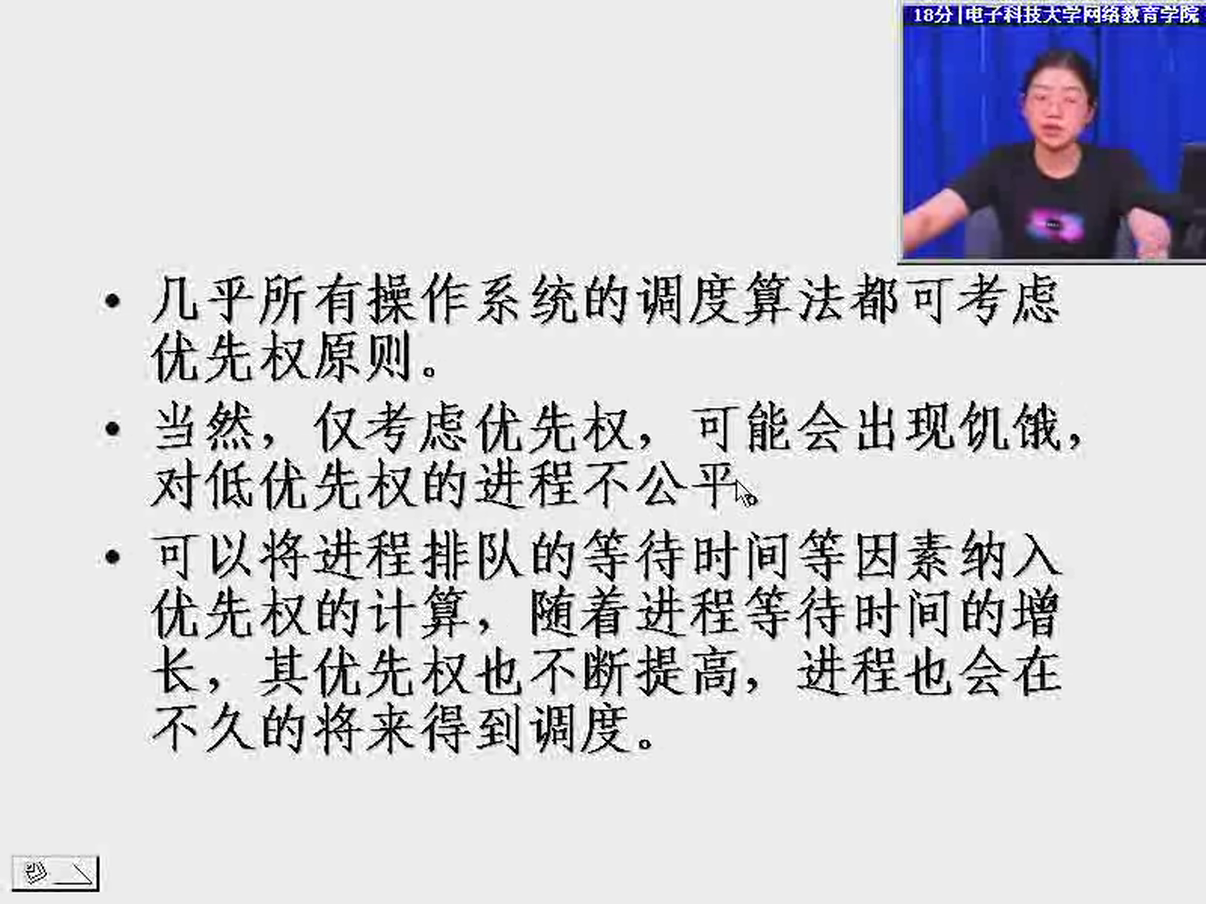 18分|电子科技大学网络教育学院
• 几乎所有操作系统的调度算法都可考虑
优先权原则。
• 当然，仅考虑优先权，可能会出现饥饿，
对低优先权的进程不公平。
• 可以将进程排队的等待时间等因素纳入
优先权的计算，随着进程等待时间的增
长，其优先权也不断提高，进程也会在
不久的将来得到调度。